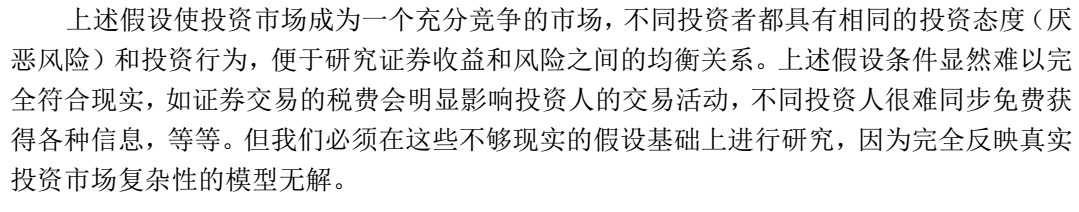 上述假设使投资市场成为一个充分竞争的市场，不同投资者都具有相同的投资态度（厌
恶风险）和投资行为，便于研究证券收益和风险之间的均衡关系。上述假设条件显然难以完
全符合现实，如证券交易的税费会明显影响投资人的交易活动，不同投资人很难同步免费获
得各种信息，等等。但我们必须在这些不够现实的假设基础上进行研究，因为完全反映真实
投资市场复杂性的模型无解。